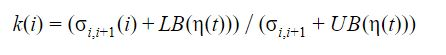 k(i) = (σi,i+1(i) + LB(η(t))) / (σi,i+1 + UB(η(t)))